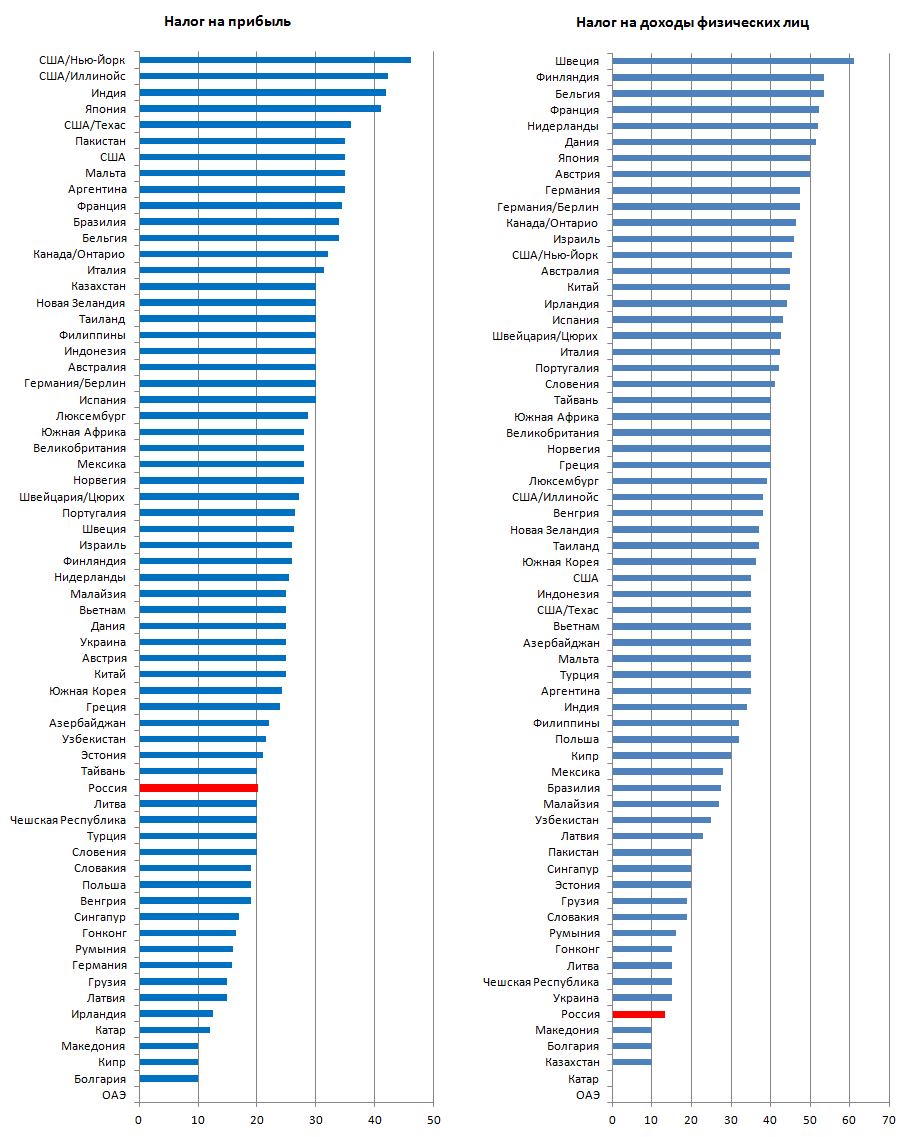 Налог на прибыль
США/Нью-Йорк
США/Иллинойс
Индия
Япония
США/Техас
Пакистан
США
Мальта
Аргентина
Франция
Бразилия
Бельгия
Канада/Онтарио
Италия
Казахстан
Новая Зеландия
Таиланд
Филиппины
Индонезия
Австралия
Германия/Берлин
Испания
Люксембург
Южная Африка
Великобритания
Мексика
Норвегия
Швейцария/Цюрих
Португалия
Швеция
Израиль
Финляндия
Нидерланды
Малайзия
Вьетнам
Дания
Украина
Австрия
Китай
Южная Корея
Греция
Азербайджан
Узбекистан
Эстония
Тайвань
Россия
Литва
Чешская Республика
Турция
Словения
Словакия
Польша
Венгрия
Сингапур
Гонконг
Румыния
Германия
Грузия
Латвия
Ирландия
Катар
Македония
Кипр
Болгария
ОАЭ
0 10 20 30 40 50
Налог на доходы физических лиц
Швеция
Финляндия
Бельгия
Франция
Нидерланды
Дания
Япония
Австрия
Германия
Германия/Берлин
Канада/Онтарио
Израиль
США/Нью-Йорк
Австралия
Китай
Ирландия
Испания
Швейцария/Цюрих
Италия
Португалия
Словения
Тайвань
Южная Африка
Великобритания
Норвегия
Греция
Люксембург
США/Иллинойс
Венгрия
Новая Зеландия
Таиланд
Южная Корея
США
Индонезия
США/Техас
Вьетнам
Азербайджан
Мальта
Турция
Аргентина
Индия
Филиппины
Польша
Кипр
Мексика
Бразилия
Малайзия
Узбекистан
Латвия
Пакистан
Сингапур
Эстония
Грузия
Словакия
Румыния
Гонконг
Литва
Чешская Республика
Украина
Россия
Македония
Болгария
Казахстан
Катар
ОАЭ
0 10 20 30 40 50 60 70